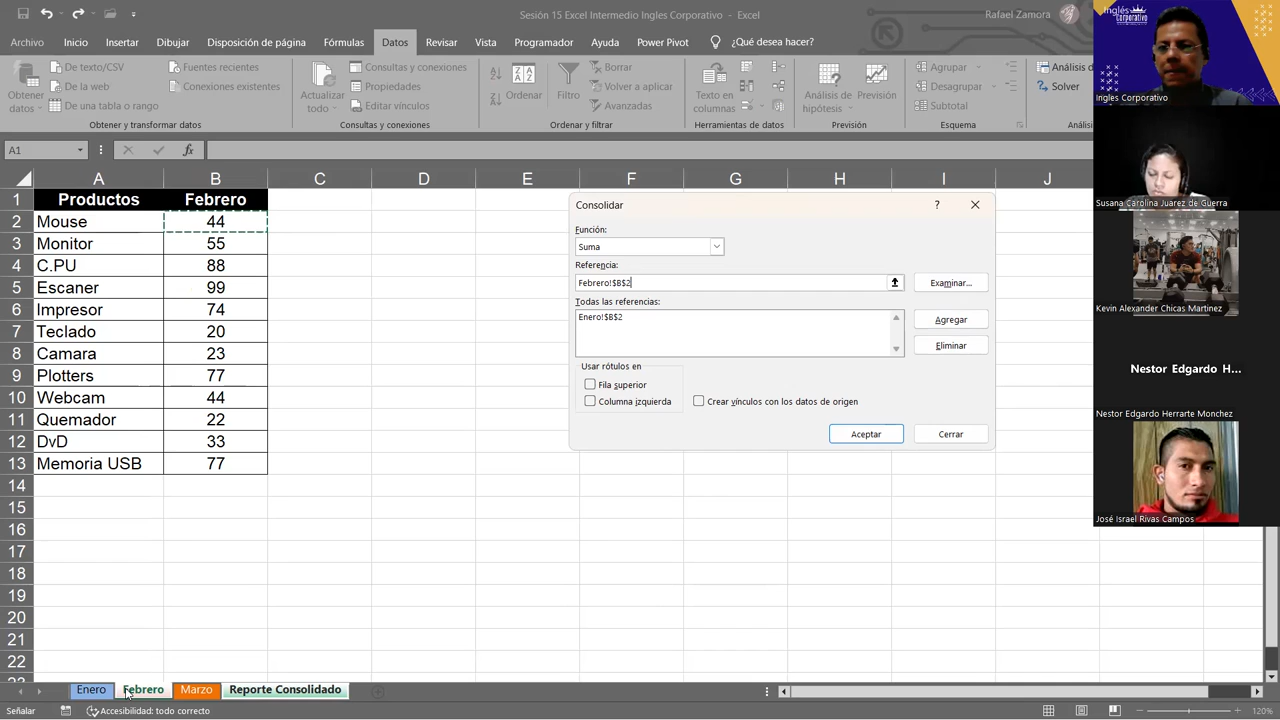 Sesión 15 Excel Intermedio Ingles Corporativo - Excel
Rafael Zamora
Archivo Inicio Insertar Dibujar Disposición de página Fórmulas Datos Revisar Vista Programador Ayuda Power Pivot ¿Qué desea hacer?
Obtener datos
De texto/CSV
De la web
De una tabla o rango
Fuentes recientes
Conexiones existentes
Obtener y transformar datos
Actualizar todo
Consultas y conexiones
Propiedades
Editar vínculos
Consultas y conexiones
Ordenar
Filtro
Borrar
Volver a aplicar
Avanzadas
Ordenar y filtrar
Texto en columnas
Herramientas de datos
Análisis de hipótesis
Previsión
Previsión
Agrupar
Desagrupar
Subtotal
Esquema
Análisis d
Solver
Análisi
A1
fx
A B C D E F G H I J
1 Productos Febrero
2 Mouse 44
3 Monitor 55
4 C.PU 88
5 Escaner 99
6 Impresor 74
7 Teclado 20
8 Camara 23
9 Plotters 77
10 Webcam 44
11 Quemador 22
12 DvD 33
13 Memoria USB 77
14
15
16
17
18
19
20
21
22
Consolidar
?
Función:
Suma
Referencia:
Febrero!$B$2
Examinar...
Todas las referencias:
Enero!$B$2
Agregar
Eliminar
Usar rótulos en
Fila superior
Columna izquierda
Crear vínculos con los datos de origen
Aceptar
Cerrar
Enero Febrero Marzo Reporte Consolidado
Señalar
Accesibilidad: todo correcto
120%
Inglés
Corporativo
Ingles Corporativo
Susana Carolina Juarez de Guerra
Kevin Alexander Chicas Martinez
Nestor Edgardo H...
Nestor Edgardo Herrarte Monchez
José Israel Rivas Campos